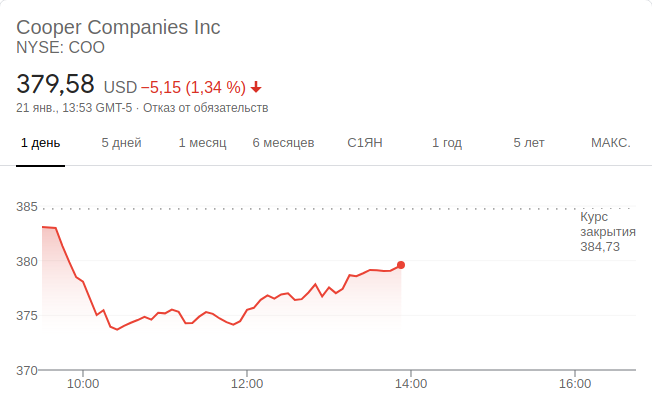 Cooper Companies Inc
NYSE: COO
379,58 USD −5,15 (1,34 %)
21 янв., 13:53 GMT-5 · Отказ от обязательств
1 день 5 дней 1 месяц 6 месяцев С1ЯН 1 год 5 лет МАКС.
385
Курс
закрытия
384,73
380
375
370
10:00 12:00 14:00 16:00